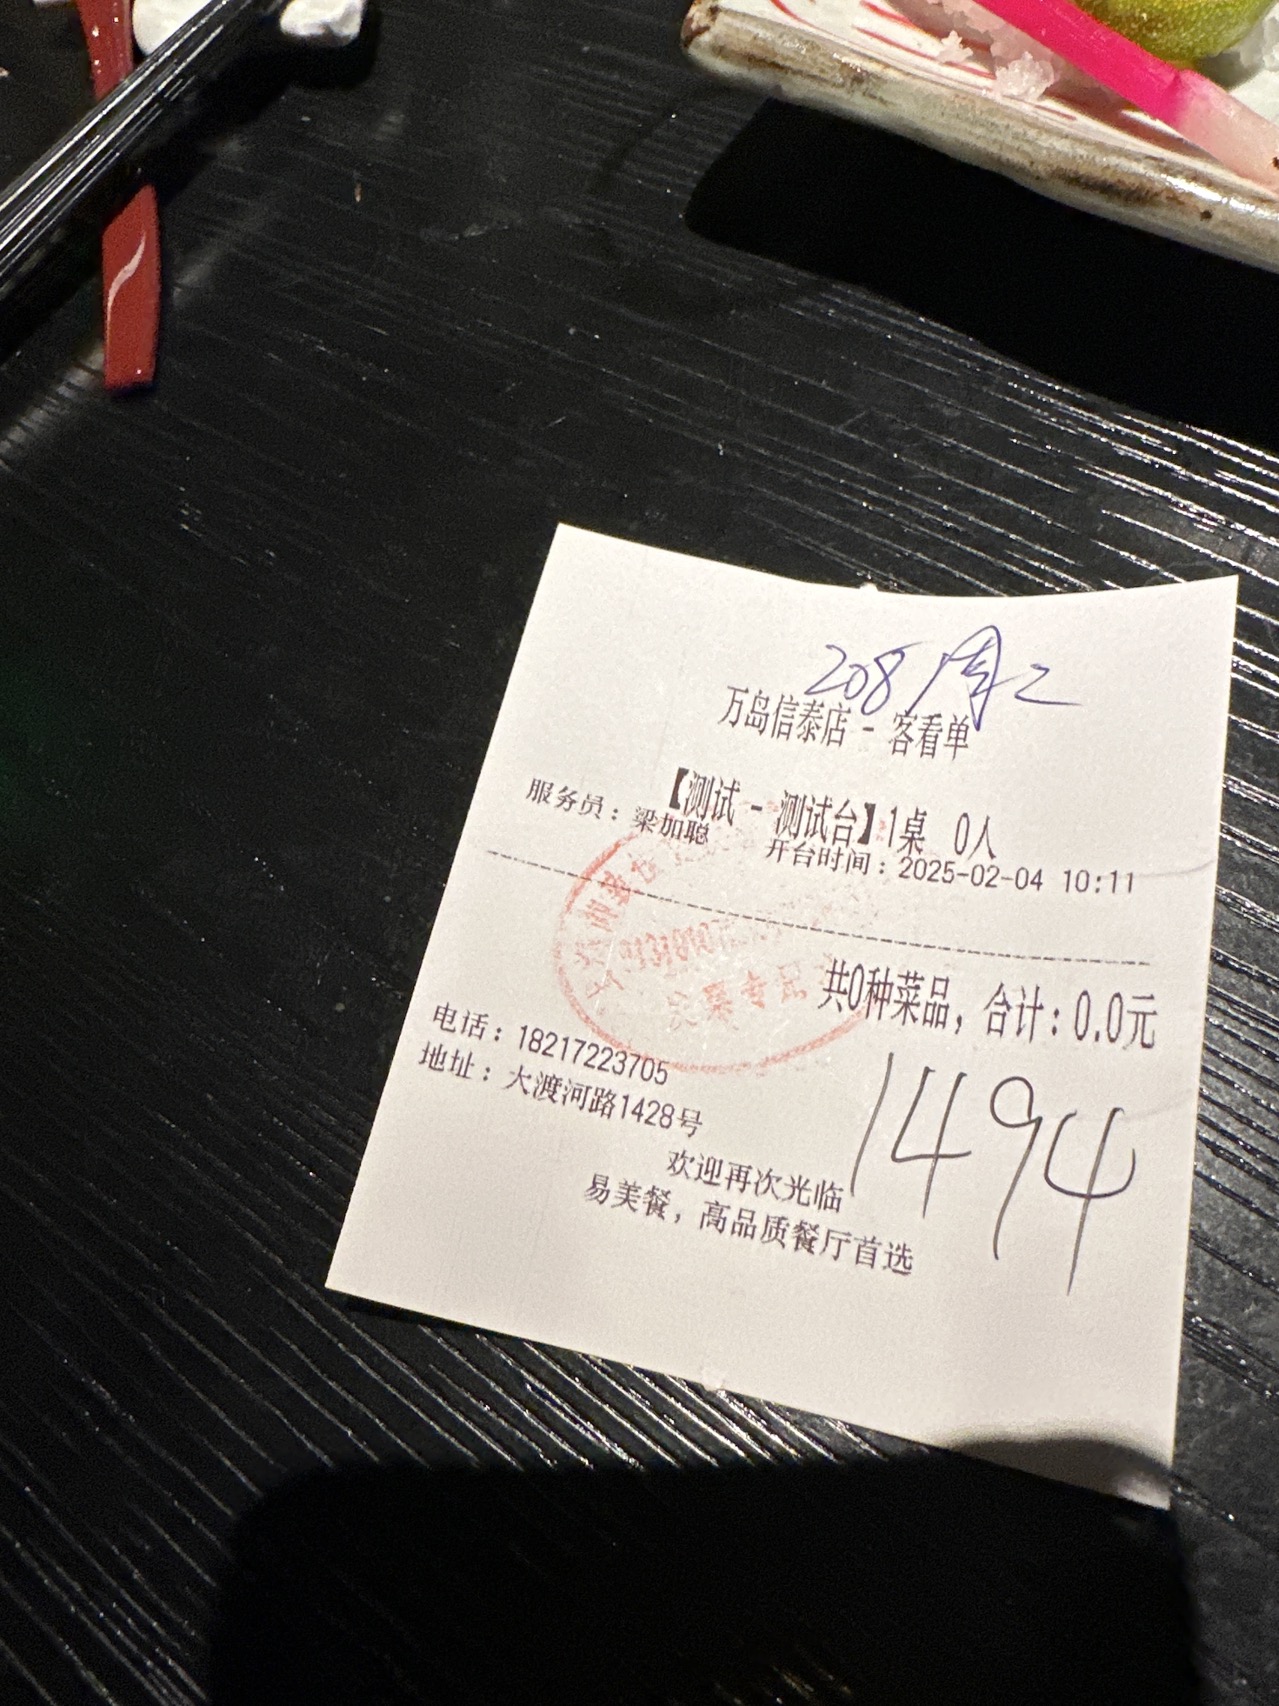 208 周二
万岛信泰店 - 客看单
【测试 - 测试台】1桌 0人
服务员：梁加聪 开台时间：2025-02-04 10:11
共0种菜品，合计：0.0元
电话：18217223705
地址：大渡河路1428号
1494
欢迎再次光临
易美餐，高品质餐厅首选